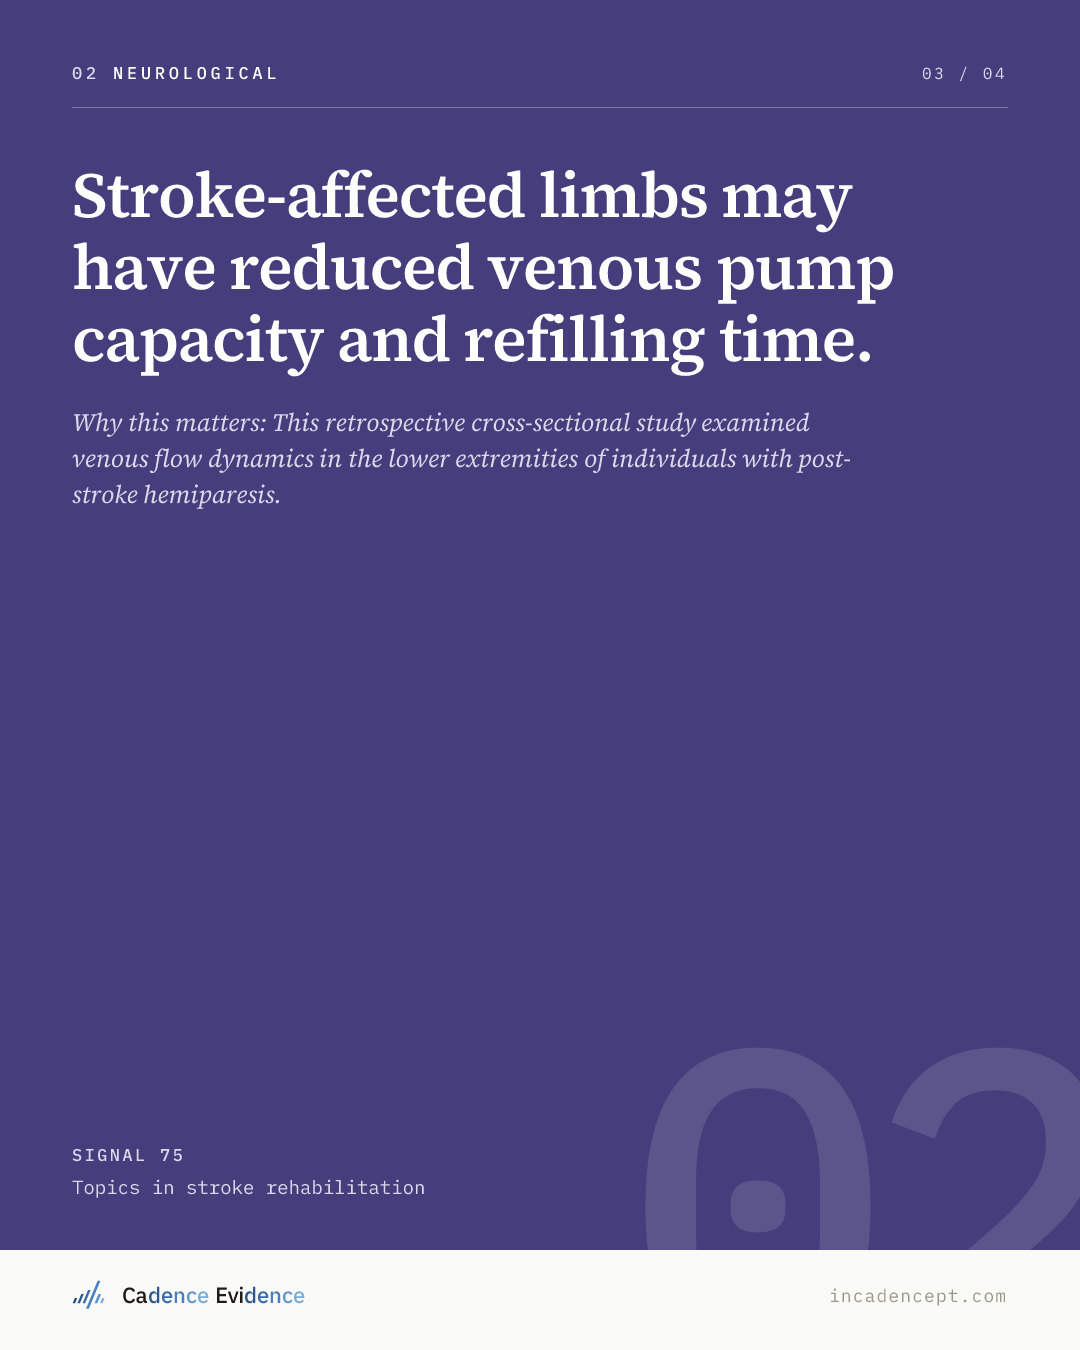 02 NEUROLOGICAL
03 / 04
Stroke-affected limbs may
have reduced venous pump
capacity and refilling time.
Why this matters: This retrospective cross-sectional study examined
venous flow dynamics in the lower extremities of individuals with post-
stroke hemiparesis.
02
SIGNAL 75
Topics in stroke rehabilitation
Cadence Evidence
incadencept.com